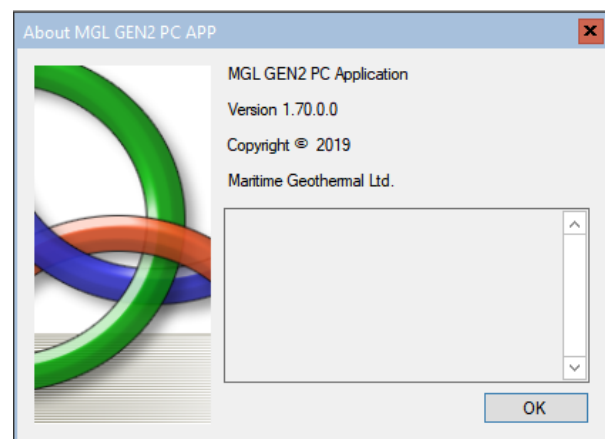 About MGL GEN2 PC APP
MGL GEN2 PC Application
Version 1.70.0.0
Copyright © 2019
Maritime Geothermal Ltd.
OK